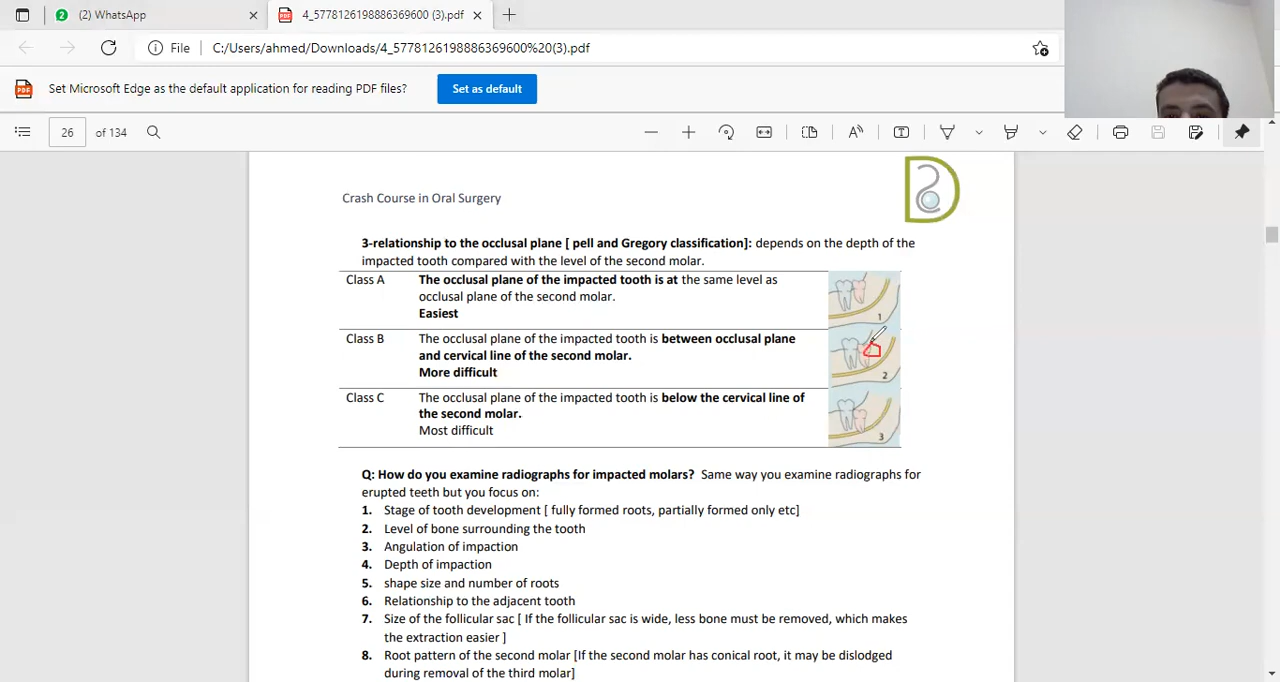 (2) WhatsApp
4_5778126198886369600 (3).pdf
File
C:/Users/ahmed/Downloads/4_5778126198886369600%20(3).pdf
Set Microsoft Edge as the default application for reading PDF files?
Set as default
26 of 134
Crash Course in Oral Surgery
3-relationship to the occlusal plane [ pell and Gregory classification]: depends on the depth of the
impacted tooth compared with the level of the second molar.
Class A
The occlusal plane of the impacted tooth is at the same level as
occlusal plane of the second molar.
Easiest
1
Class B
The occlusal plane of the impacted tooth is between occlusal plane
and cervical line of the second molar.
More difficult
2
Class C
The occlusal plane of the impacted tooth is below the cervical line of
the second molar.
Most difficult
3
Q: How do you examine radiographs for impacted molars? Same way you examine radiographs for
erupted teeth but you focus on:
1. Stage of tooth development [ fully formed roots, partially formed only etc]
2. Level of bone surrounding the tooth
3. Angulation of impaction
4. Depth of impaction
5. shape size and number of roots
6. Relationship to the adjacent tooth
7. Size of the follicular sac [ If the follicular sac is wide, less bone must be removed, which makes
the extraction easier ]
8. Root pattern of the second molar [If the second molar has conical root, it may be dislodged
during removal of the third molar]